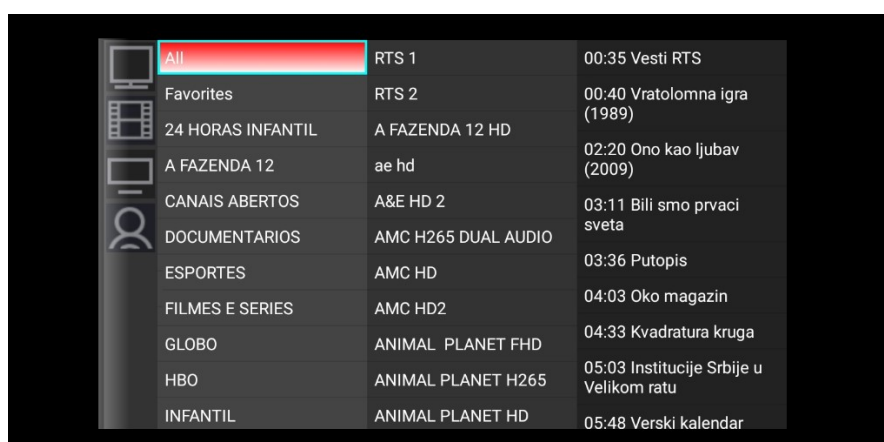 All
Favorites
24 HORAS INFANTIL
A FAZENDA 12
CANAIS ABERTOS
DOCUMENTARIOS
ESPORTES
FILMES E SERIES
GLOBO
HBO
INFANTIL
RTS 1
RTS 2
A FAZENDA 12 HD
ae hd
A&E HD 2
AMC H265 DUAL AUDIO
AMC HD
AMC HD2
ANIMAL PLANET FHD
ANIMAL PLANET H265
ANIMAL PLANET HD
00:35 Vesti RTS
00:40 Vratolomna igra
(1989)
02:20 Ono kao ljubav
(2009)
03:11 Bili smo prvaci
sveta
03:36 Putopis
04:03 Oko magazin
04:33 Kvadratura kruga
05:03 Institucije Srbije u
Velikom ratu
05:48 Verski kalendar